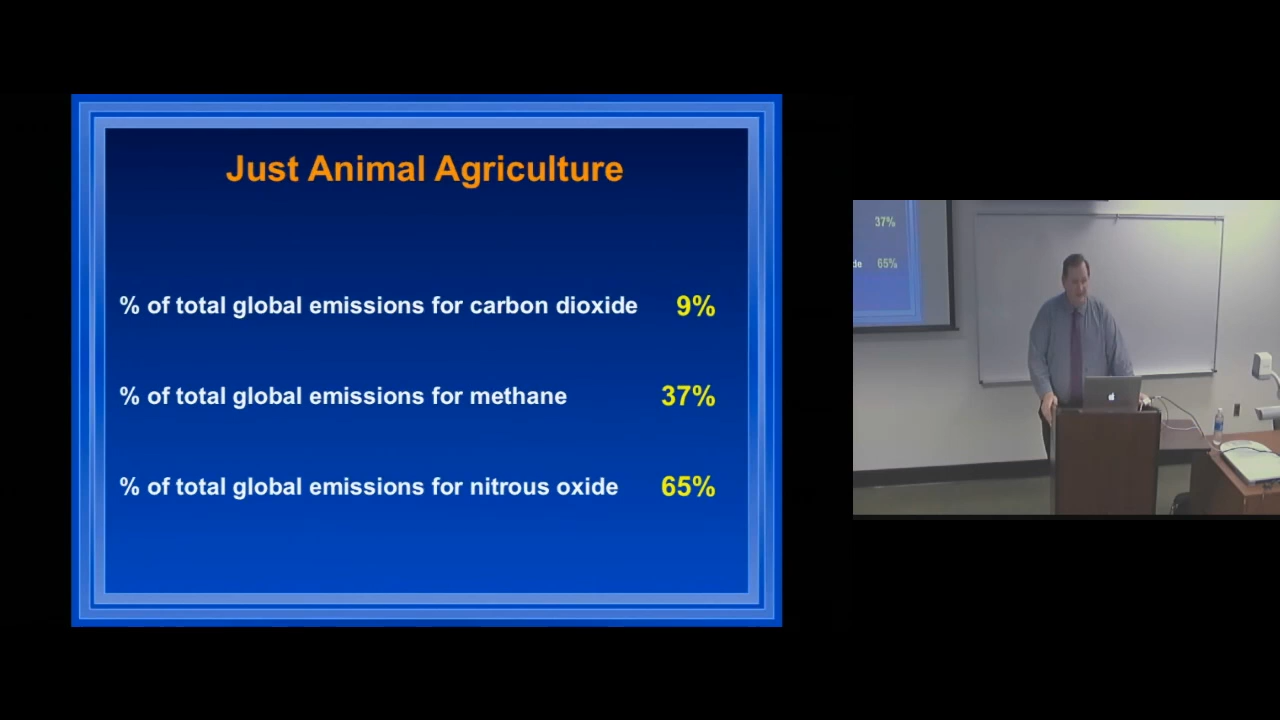 Just Animal Agriculture
% of total global emissions for carbon dioxide 9%
% of total global emissions for methane 37%
% of total global emissions for nitrous oxide 65%
37%
de 65%